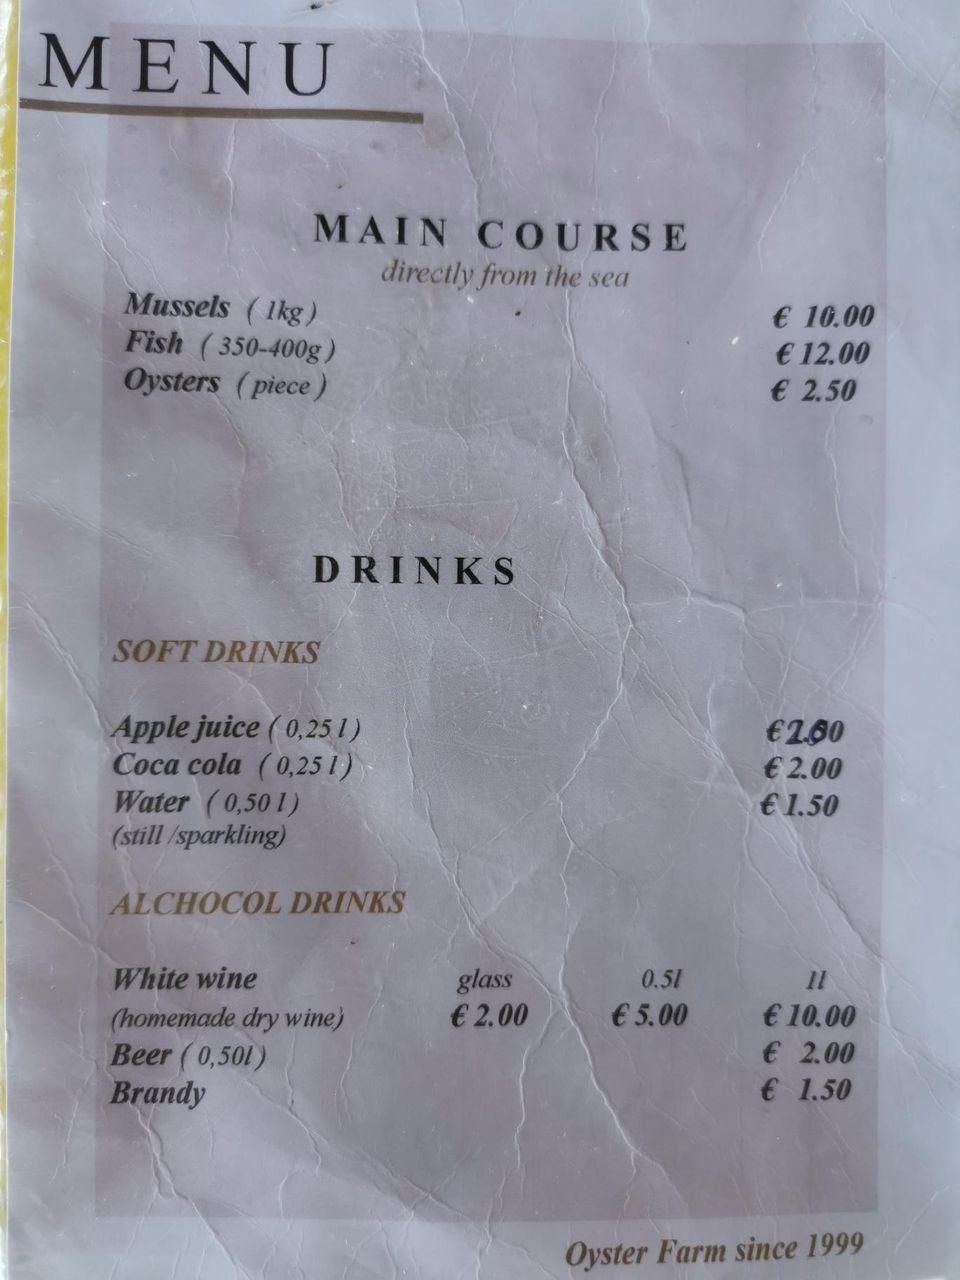 MENU
MAIN COURSE
directly from the sea
Mussels ( 1kg ) € 10.00
Fish ( 350-400g ) € 12.00
Oysters ( piece ) € 2.50
DRINKS
SOFT DRINKS
Apple juice ( 0,25 l ) € 2.00
Coca cola ( 0,25 l ) € 2.00
Water ( 0,50 l ) € 1.50
(still /sparkling)
ALCHOCOL DRINKS
White wine glass 0.5l 1l
(homemade dry wine) € 2.00 € 5.00 € 10.00
Beer ( 0,50l ) € 2.00
Brandy € 1.50
Oyster Farm since 1999